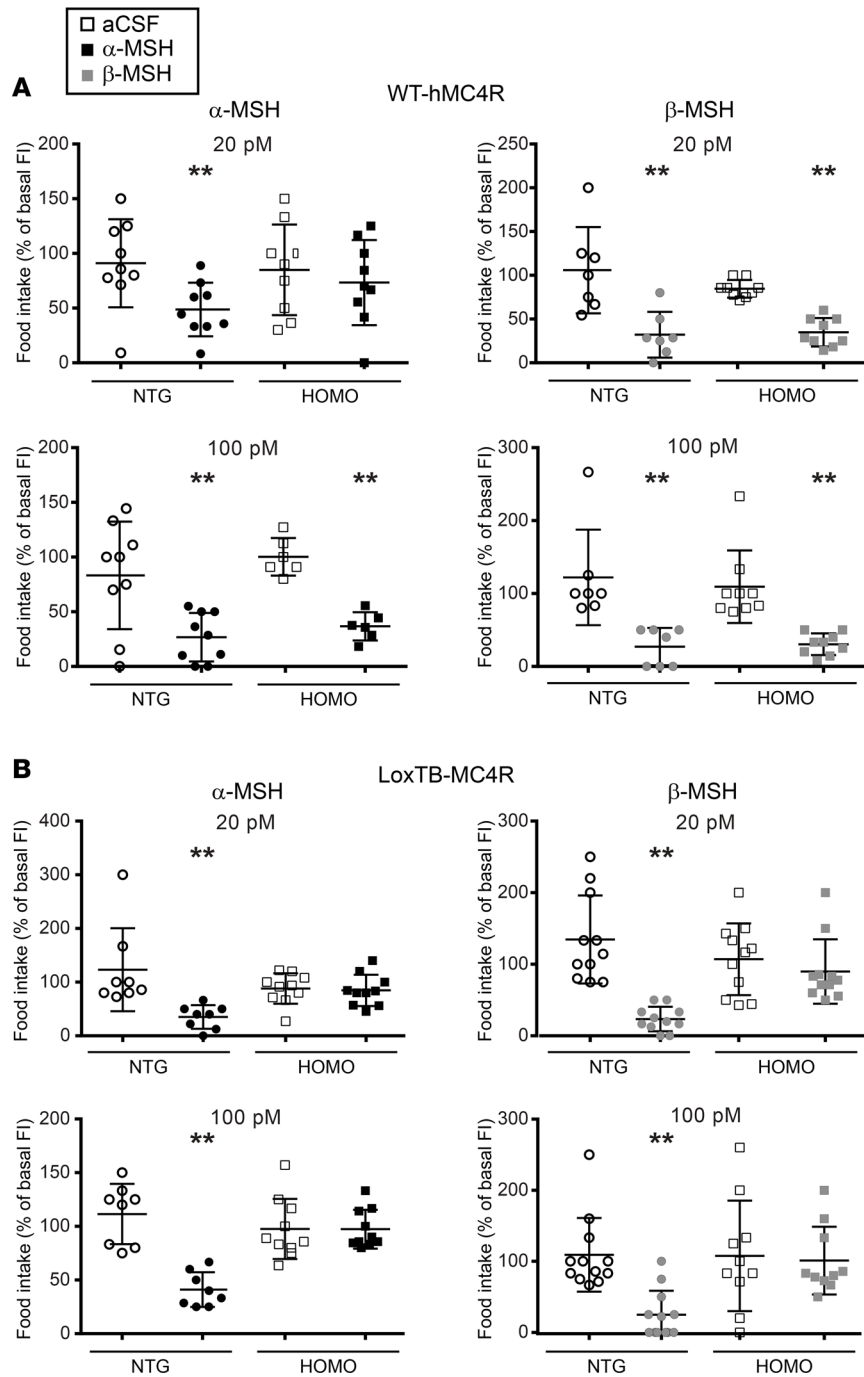 aCSF
α-MSH
β-MSH
A
WT-hMC4R
α-MSH
20 pM
Food intake (% of basal FI)
200
150
100
50
0
**
NTG
HOMO
β-MSH
20 pM
Food intake (% of basal FI)
250
200
150
100
50
0
**
**
NTG
HOMO
100 pM
Food intake (% of basal FI)
200
150
100
50
0
**
**
NTG
HOMO
100 pM
Food intake (% of basal FI)
300
200
100
0
**
**
NTG
HOMO
B
LoxTB-MC4R
α-MSH
20 pM
Food intake (% of basal FI)
400
300
200
100
0
**
NTG
HOMO
β-MSH
20 pM
Food intake (% of basal FI)
300
200
100
0
**
NTG
HOMO
100 pM
Food intake (% of basal FI)
200
150
100
50
0
**
NTG
HOMO
100 pM
Food intake (% of basal FI)
300
200
100
0
**
NTG
HOMO